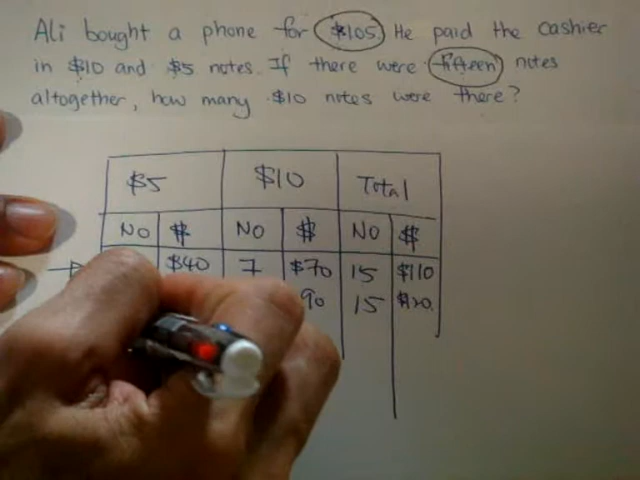 Ali bought a phone for $105. He paid the cashier
in $10 and $5 notes. If there were fifteen notes
altogether, how many $10 notes were there?
$5 $10 Total
NO $ NO $ NO $
$40 7 $70 15 $110
90 15 $120.